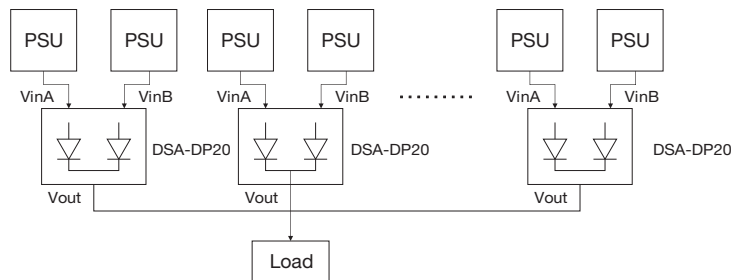 PSU PSU PSU PSU PSU PSU
VinA VinB VinA VinB VinA VinB
DSA-DP20 DSA-DP20 DSA-DP20
Vout Vout Vout
Load